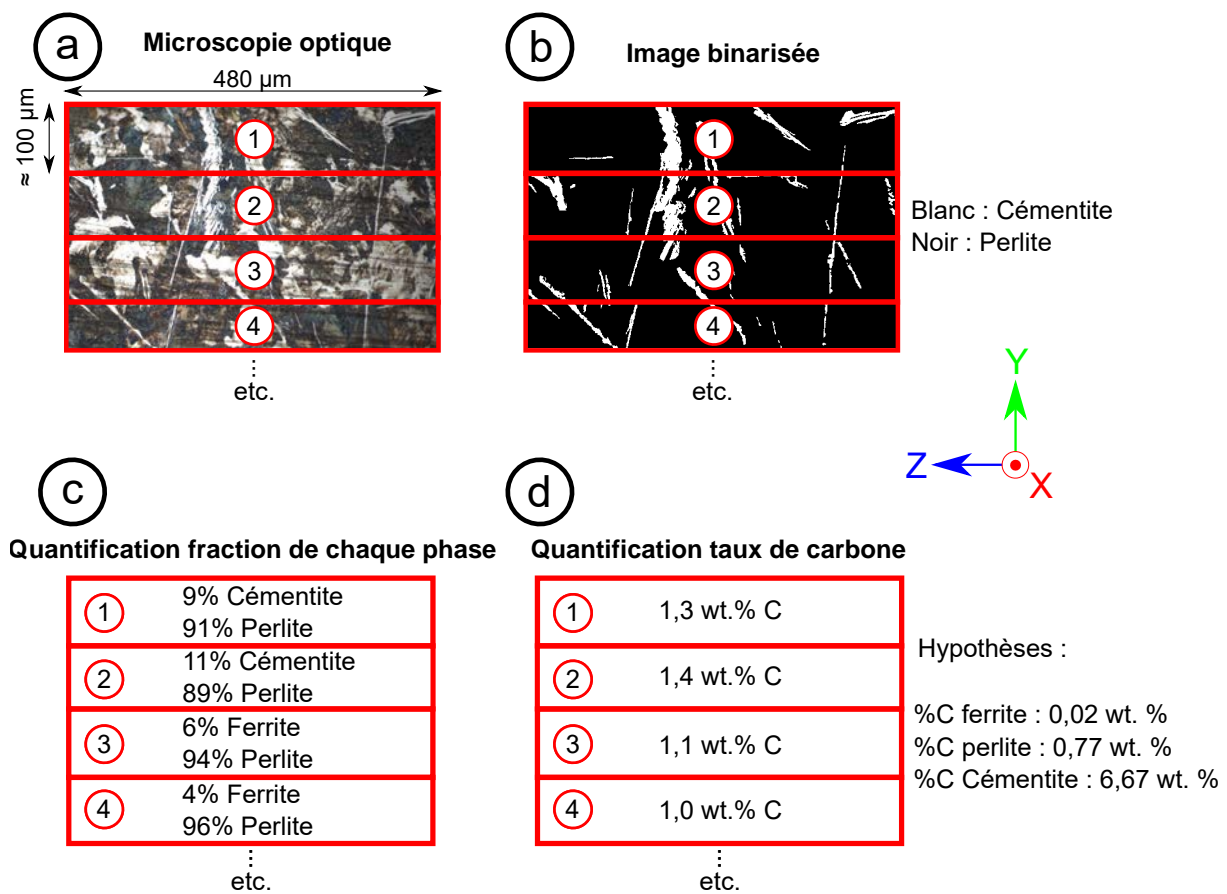 a
Microscopie optique
480 µm
≈ 100 µm
1
2
3
4
etc.
b
Image binarisée
1
2
3
4
etc.
Blanc : Cémentite
Noir : Perlite
Y
Z
X
c
Quantification fraction de chaque phase
1
9% Cémentite
91% Perlite
2
11% Cémentite
89% Perlite
3
6% Ferrite
94% Perlite
4
4% Ferrite
96% Perlite
etc.
d
Quantification taux de carbone
1
1,3 wt.% C
2
1,4 wt.% C
3
1,1 wt.% C
4
1,0 wt.% C
etc.
Hypothèses :
%C ferrite : 0,02 wt. %
%C perlite : 0,77 wt. %
%C Cémentite : 6,67 wt. %